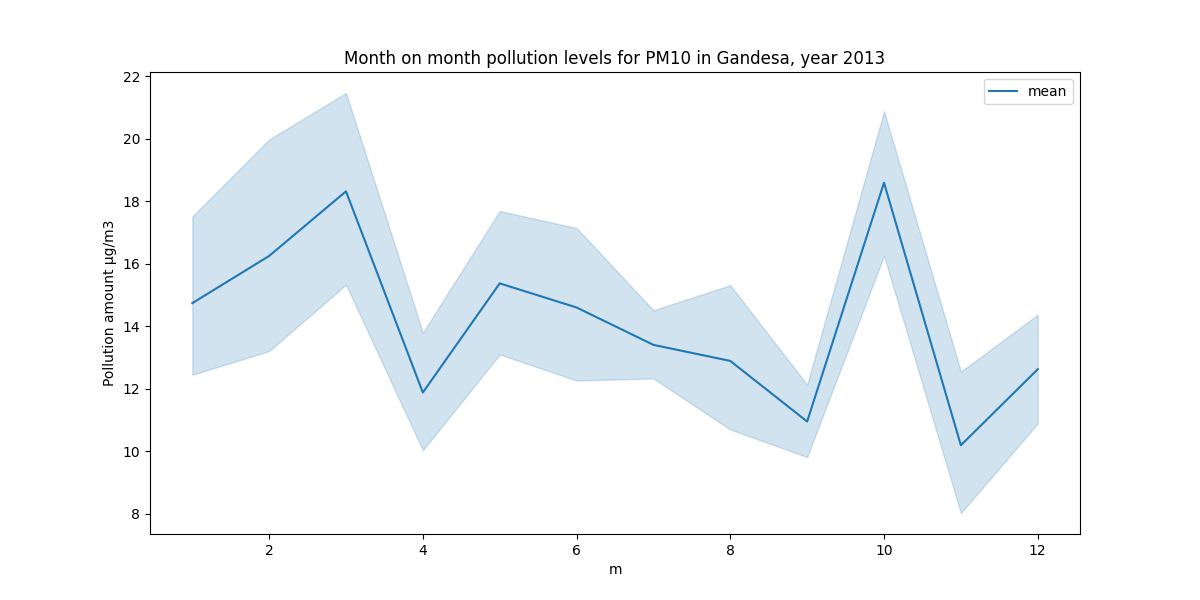 Month on month pollution levels for PM10 in Gandesa, year 2013
mean
Pollution amount µg/m3
22
20
18
16
14
12
10
8
2 4 6 8 10 12
m